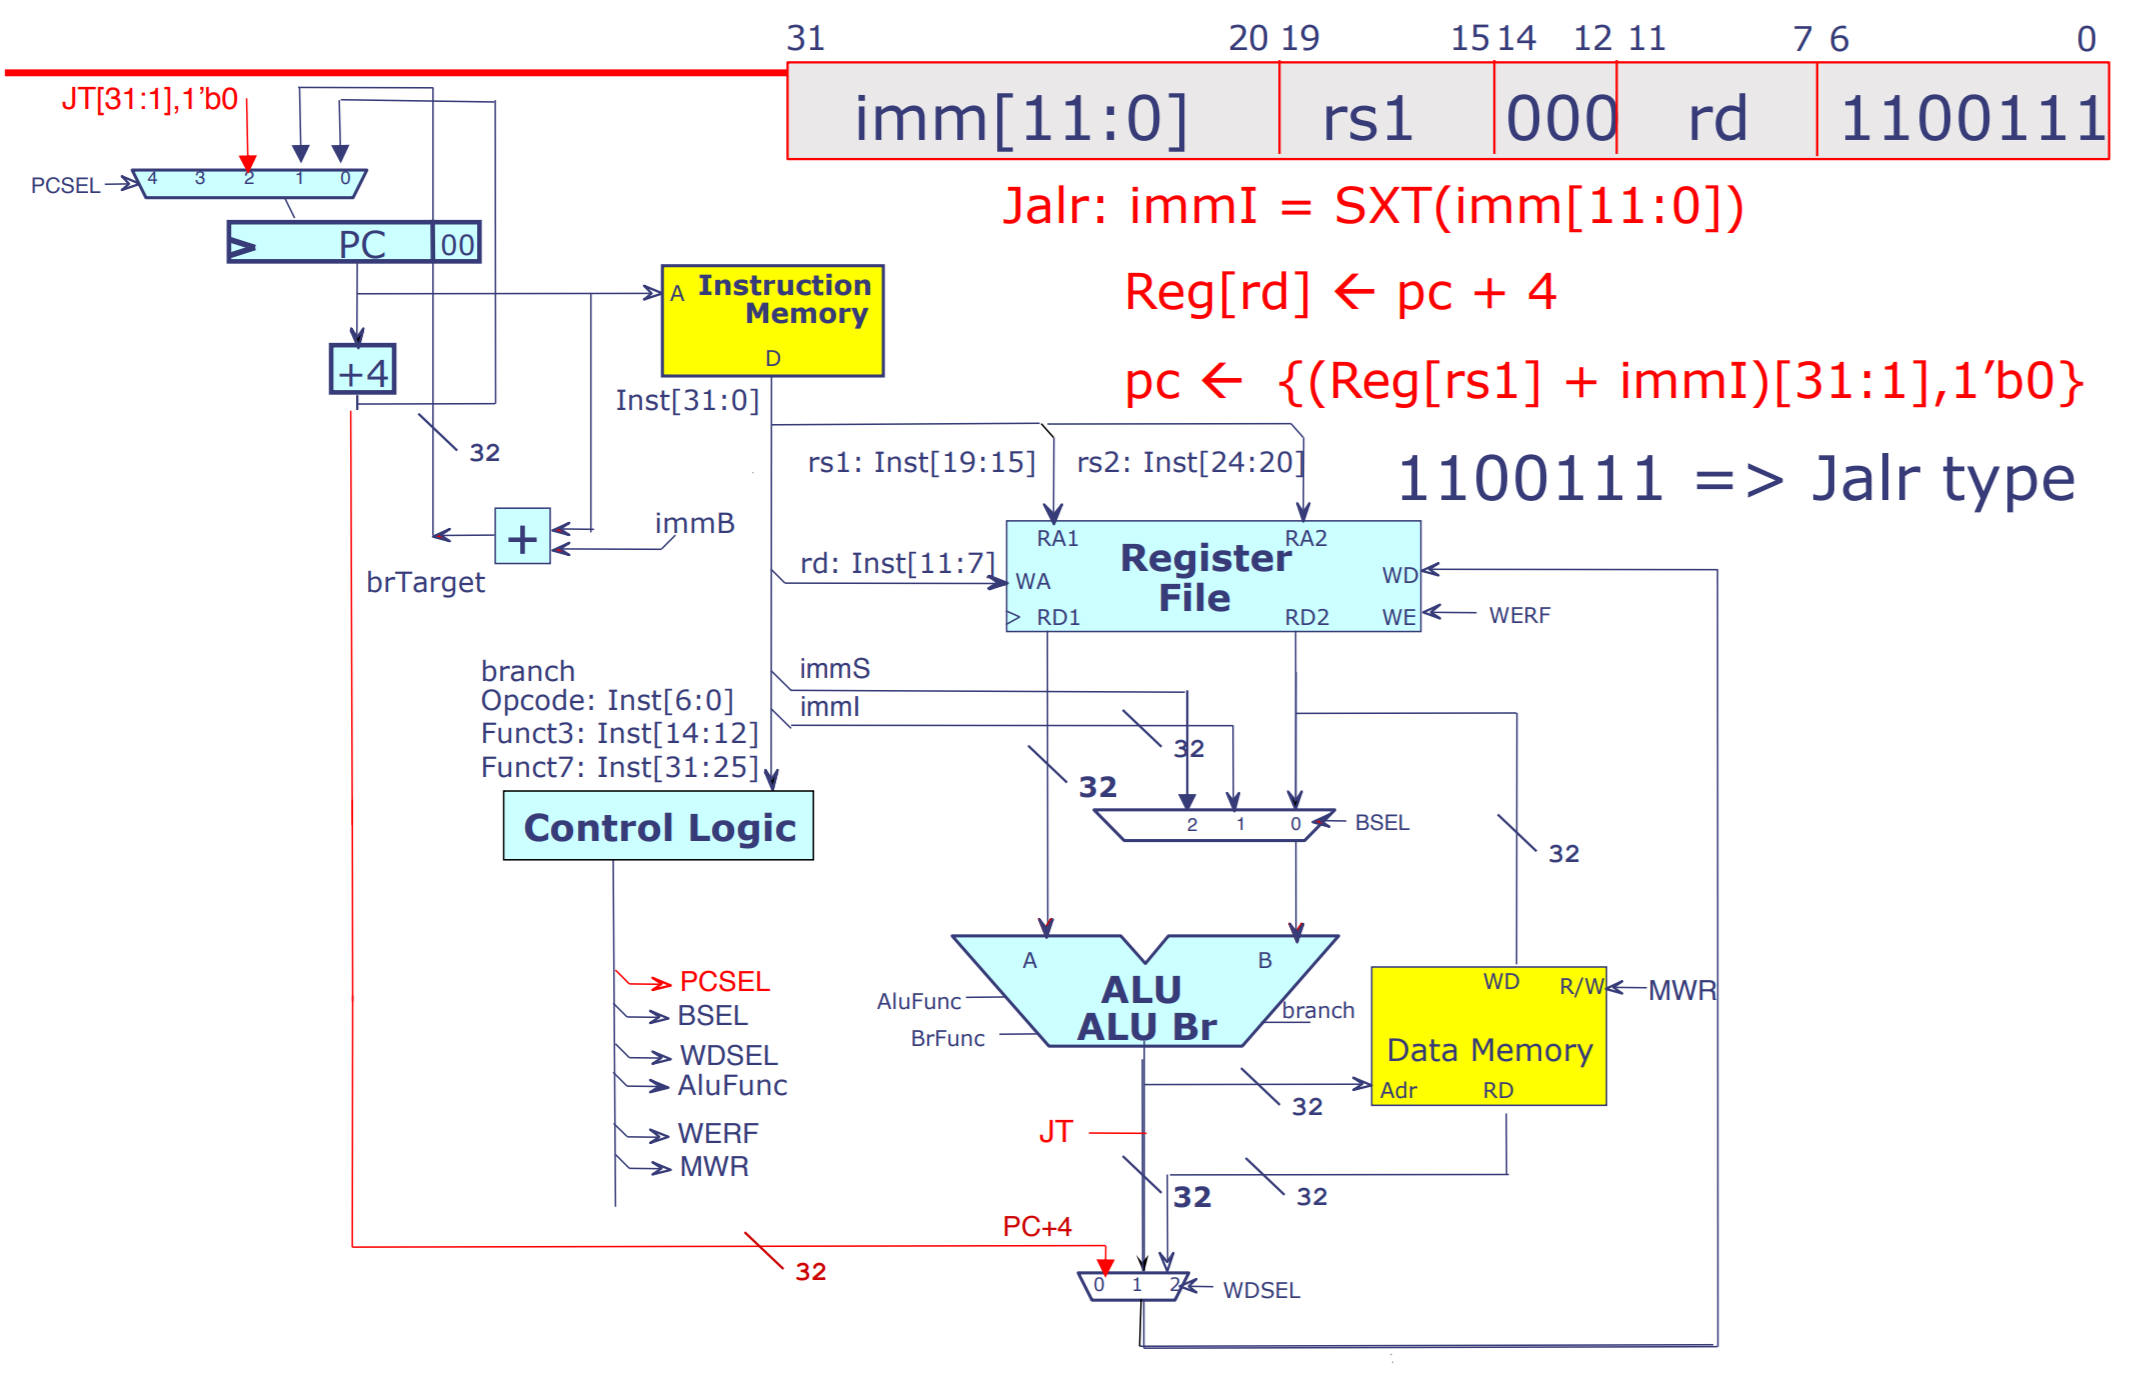 31 20 19 15 14 12 11 7 6 0
imm[11:0] rs1 000 rd 1100111
JT[31:1],1'b0
PCSEL
4 3 2 1 0
PC 00
Jalr: immI = SXT(imm[11:0])
Reg[rd] ← pc + 4
pc ← {(Reg[rs1] + immI)[31:1],1'b0}
1100111 => Jalr type
A Instruction
Memory
D
+4
32
Inst[31:0]
rs1: Inst[19:15] rs2: Inst[24:20]
+
immB
brTarget
rd: Inst[11:7]
RA1 RA2
Register
File
WA
WD
RD1 RD2 WE
WERF
immS
immI
32
32
branch
Opcode: Inst[6:0]
Funct3: Inst[14:12]
Funct7: Inst[31:25]
Control Logic
2 1 0
BSEL
32
A B
ALU
ALU Br
AluFunc
BrFunc
branch
WD R/W
MWR
Data Memory
Adr RD
32
PCSEL
BSEL
WDSEL
AluFunc
WERF
MWR
JT
32
32
PC+4
32
0 1 2
WDSEL